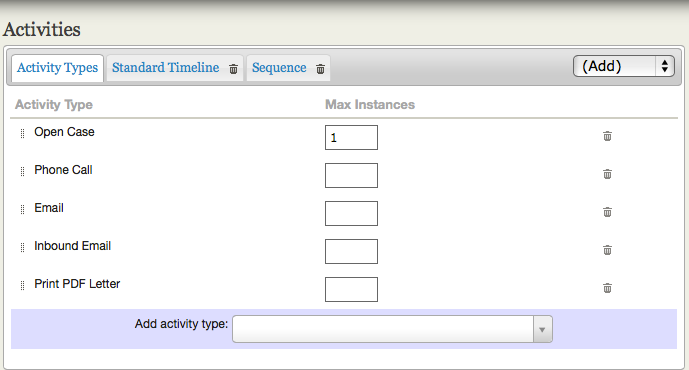 Activities
Activity Types Standard Timeline Sequence (Add)
Activity Type Max Instances
Open Case 1
Phone Call
Email
Inbound Email
Print PDF Letter
Add activity type: